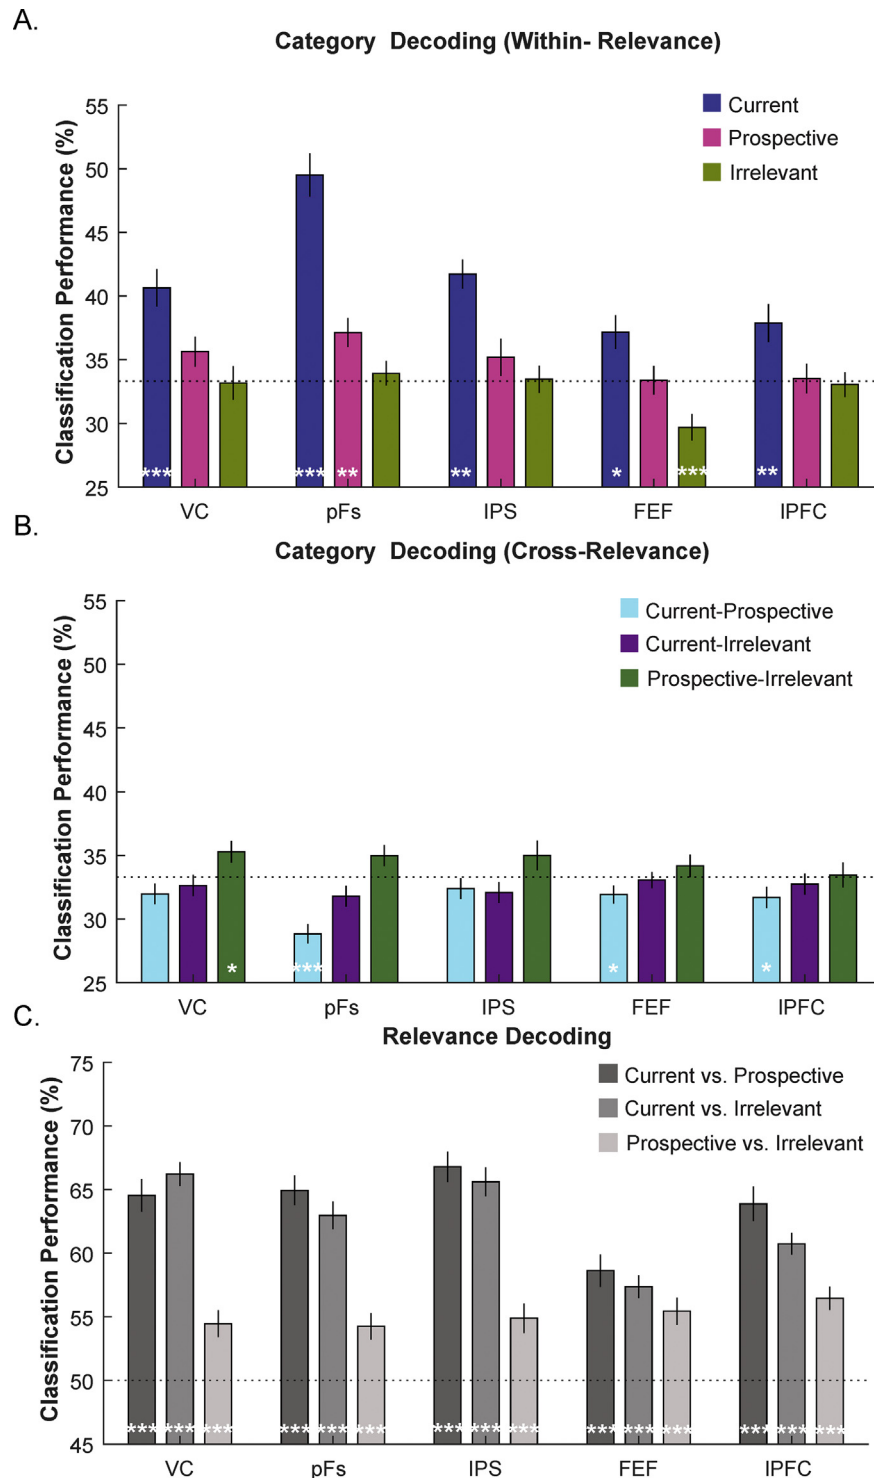 A.
Category Decoding (Within- Relevance)
Classification Performance (%)
55
50
45
40
35
30
25
Current
Prospective
Irrelevant
*** *** ** ** * *** **
VC pFs IPS FEF lPFC
B.
Category Decoding (Cross-Relevance)
Classification Performance (%)
55
50
45
40
35
30
25
Current-Prospective
Current-Irrelevant
Prospective-Irrelevant
* *** * *
VC pFs IPS FEF lPFC
C.
Relevance Decoding
Classification Performance (%)
75
70
65
60
55
50
45
Current vs. Prospective
Current vs. Irrelevant
Prospective vs. Irrelevant
*** *** *** *** *** *** *** *** *** *** *** *** *** *** ***
VC pFs IPS FEF lPFC